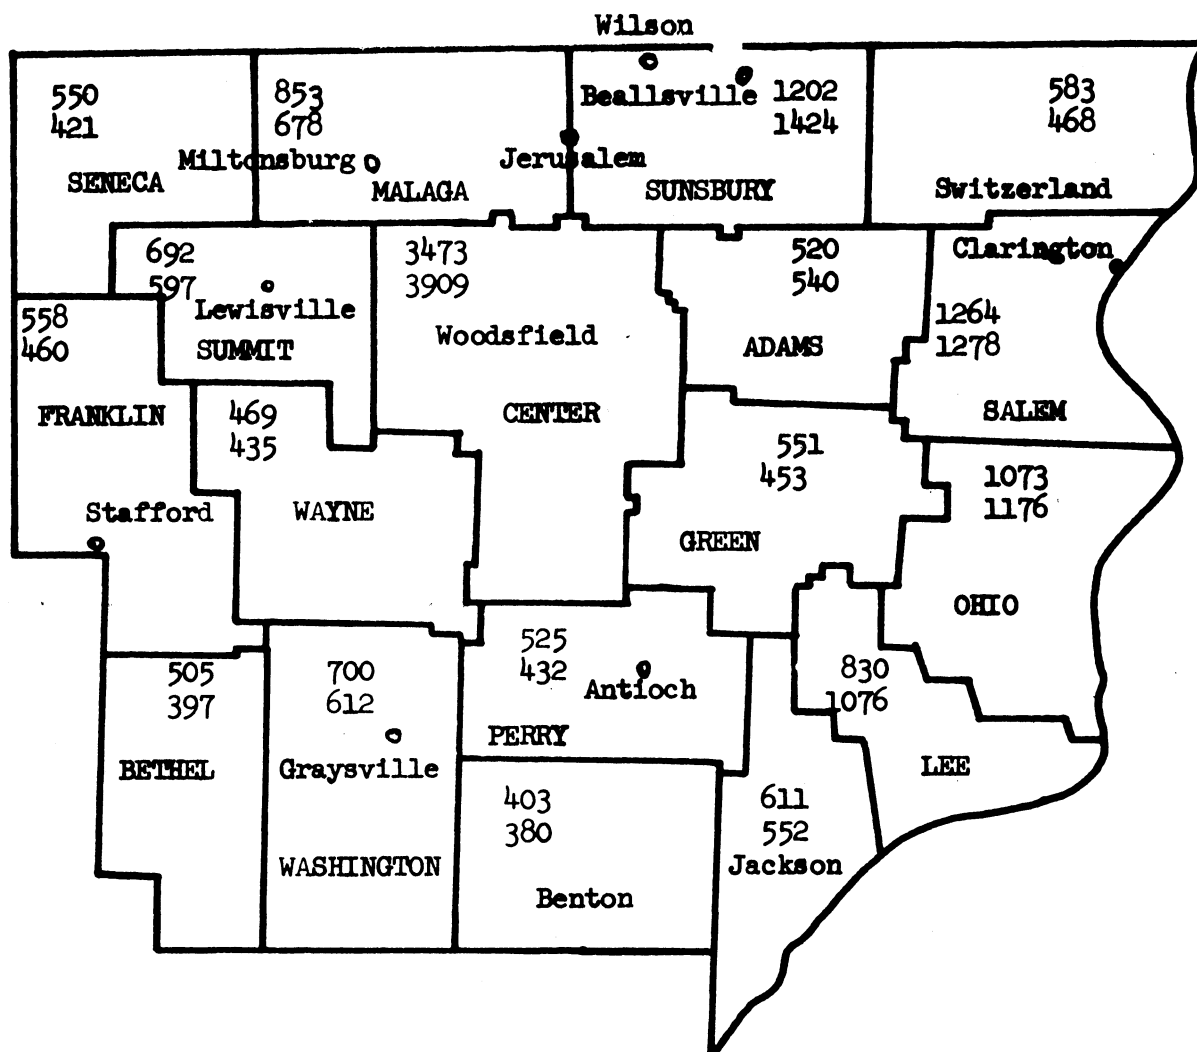 Wilson
550
421
Miltonsburg
SENECA
853
678
MALAGA
Jerusalem
Beallsville
1202
1424
SUNSBURY
583
468
Switzerland
692
597
Lewisville
SUMMIT
3473
3909
Woodsfield
CENTER
520
540
ADAMS
Clarington
1264
1278
SALEM
558
460
FRANKLIN
Stafford
469
435
WAYNE
551
453
GREEN
1073
1176
OHIO
505
397
BETHEL
700
612
Graysville
WASHINGTON
525
432
Antioch
PERRY
830
1076
LEE
403
380
Benton
611
552
Jackson